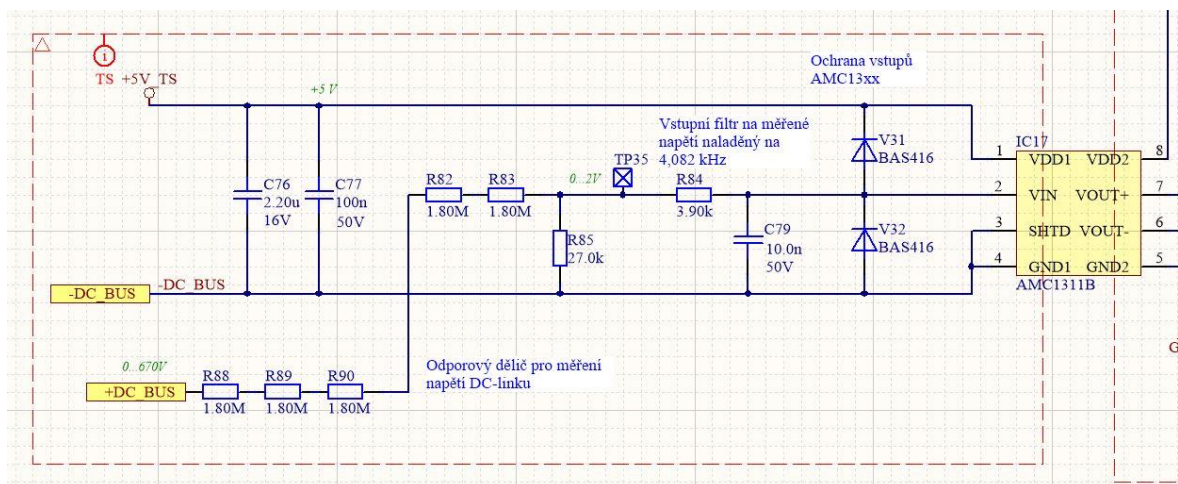 1
TS
+5V_TS
+5 V
Ochrana vstupů
AMC13xx
V31
BAS416
Vstupní filtr na měřené
napětí naladěný na
4,082 kHz
TP35
0...2V
C76
2.20u
16V
C77
100n
50V
R82
1.80M
R83
1.80M
R84
3.90k
R85
27.0k
C79
10.0n
50V
V32
BAS416
IC17
1 VDD1 VDD2 8
2 VIN VOUT+ 7
3 SHTD VOUT- 6
4 GND1 GND2 5
AMC1311B
-DC_BUS
-DC_BUS
0...670V
+DC_BUS
R88
1.80M
R89
1.80M
R90
1.80M
Odporový dělič pro měření
napětí DC-linku
G